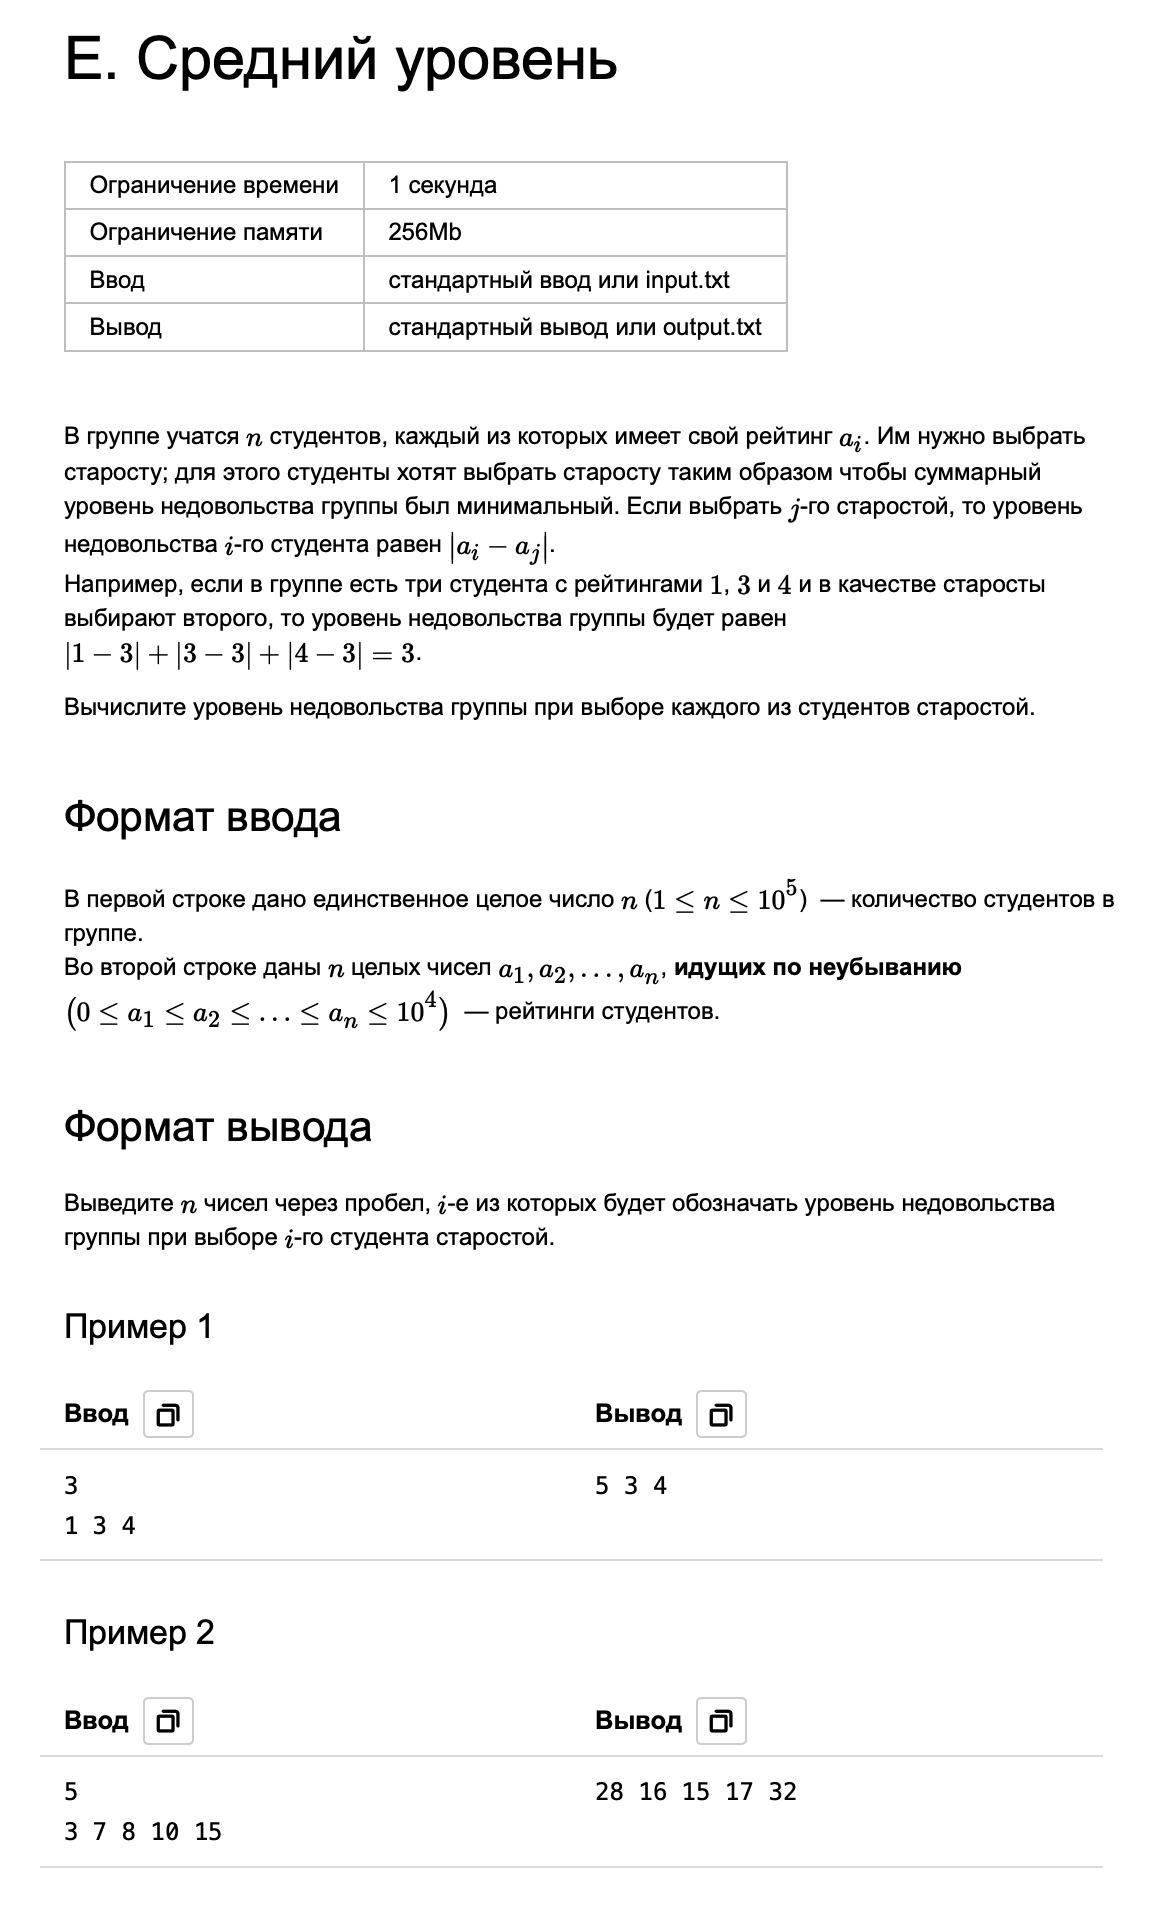 E. Средний уровень
Ограничение времени 1 секунда
Ограничение памяти 256Mb
Ввод стандартный ввод или input.txt
Вывод стандартный вывод или output.txt
В группе учатся n студентов, каждый из которых имеет свой рейтинг a_i. Им нужно выбрать
старосту; для этого студенты хотят выбрать старосту таким образом чтобы суммарный
уровень недовольства группы был минимальный. Если выбрать j-го старостой, то уровень
недовольства i-го студента равен |a_i − a_j|.
Например, если в группе есть три студента с рейтингами 1, 3 и 4 и в качестве старосты
выбирают второго, то уровень недовольства группы будет равен
|1 − 3| + |3 − 3| + |4 − 3| = 3.
Вычислите уровень недовольства группы при выборе каждого из студентов старостой.
Формат ввода
В первой строке дано единственное целое число n (1 ≤ n ≤ 10^5) — количество студентов в
группе.
Во второй строке даны n целых чисел a_1, a_2, . . . , a_n, идущих по неубыванию
(0 ≤ a_1 ≤ a_2 ≤ . . . ≤ a_n ≤ 10^4) — рейтинги студентов.
Формат вывода
Выведите n чисел через пробел, i-е из которых будет обозначать уровень недовольства
группы при выборе i-го студента старостой.
Пример 1
Ввод Вывод
3 5 3 4
1 3 4
Пример 2
Ввод Вывод
5 28 16 15 17 32
3 7 8 10 15